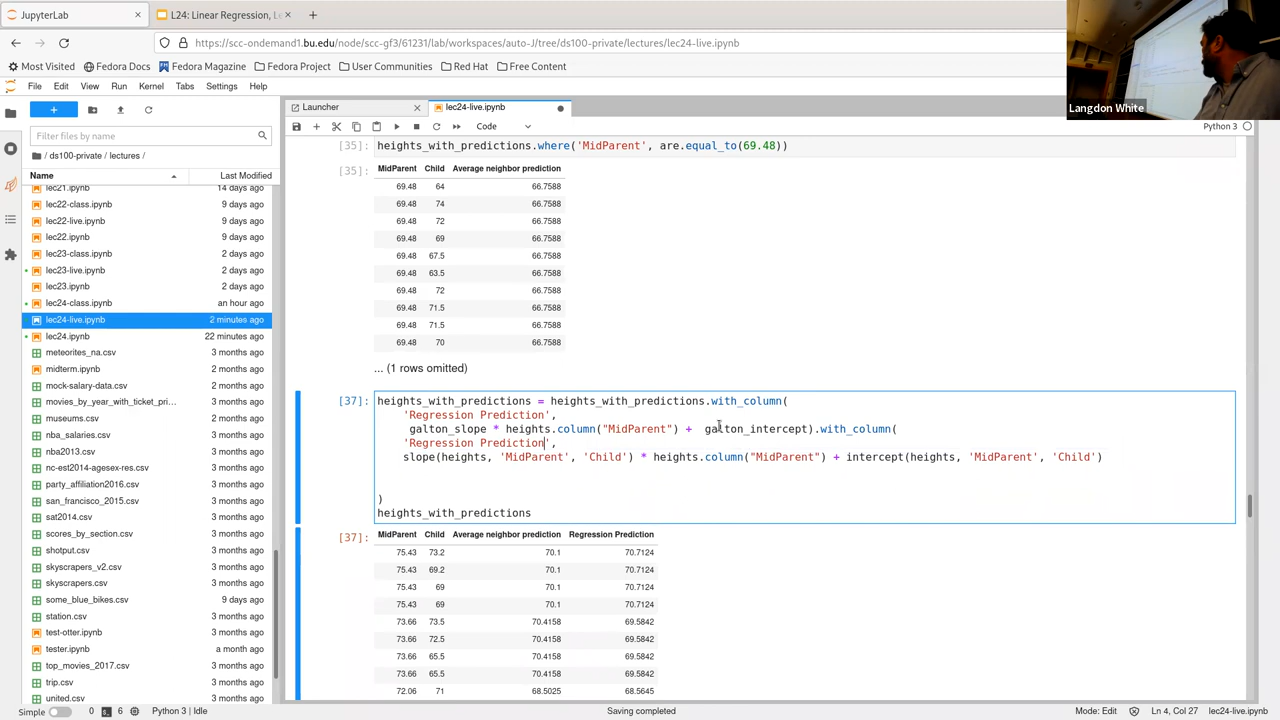 JupyterLab
L24: Linear Regression, Le
https://scc-ondemand1.bu.edu/node/scc-gf3/61231/lab/workspaces/auto-J/tree/ds100-private/lectures/lec24-live.ipynb
Most Visited
Fedora Docs
Fedora Magazine
Fedora Project
User Communities
Red Hat
Free Content
Langdon White
File Edit View Run Kernel Tabs Settings Help
Launcher
lec24-live.ipynb
Code
Python 3
Filter files by name
/ ds100-private / lectures /
Name Last Modified
lec21.ipynb 14 days ago
lec22-class.ipynb 9 days ago
lec22-live.ipynb 9 days ago
lec22.ipynb 9 days ago
lec23-class.ipynb 2 days ago
lec23-live.ipynb 2 days ago
lec23.ipynb 2 days ago
lec24-class.ipynb an hour ago
lec24-live.ipynb 2 minutes ago
lec24.ipynb 22 minutes ago
meteorites_na.csv 3 months ago
midterm.ipynb 2 months ago
mock-salary-data.csv 2 months ago
movies_by_year_with_ticket_pri... 3 months ago
museums.csv 2 months ago
nba_salaries.csv 3 months ago
nba2013.csv 3 months ago
nc-est2014-agesex-res.csv 3 months ago
party_affiliation2016.csv 3 months ago
san_francisco_2015.csv 3 months ago
sat2014.csv 3 months ago
scores_by_section.csv 3 months ago
shotput.csv 3 months ago
skyscrapers_v2.csv 3 months ago
skyscrapers.csv 3 months ago
some_blue_bikes.csv 9 days ago
station.csv 3 months ago
test-otter.ipynb 3 months ago
tester.ipynb a month ago
top_movies_2017.csv 3 months ago
trip.csv 3 months ago
united.csv 3 months ago
[35]: heights_with_predictions.where('MidParent', are.equal_to(69.48))
[35]: MidParent Child Average neighbor prediction
69.48 64 66.7588
69.48 74 66.7588
69.48 72 66.7588
69.48 69 66.7588
69.48 67.5 66.7588
69.48 63.5 66.7588
69.48 72 66.7588
69.48 71.5 66.7588
69.48 71.5 66.7588
69.48 70 66.7588
... (1 rows omitted)
[37]: heights_with_predictions = heights_with_predictions.with_column(
'Regression Prediction',
galton_slope * heights.column("MidParent") + galton_intercept).with_column(
'Regression Prediction',
slope(heights, 'MidParent', 'Child') * heights.column("MidParent") + intercept(heights, 'MidParent', 'Child')
)
heights_with_predictions
[37]: MidParent Child Average neighbor prediction Regression Prediction
75.43 73.2 70.1 70.7124
75.43 69.2 70.1 70.7124
75.43 69 70.1 70.7124
75.43 69 70.1 70.7124
73.66 73.5 70.4158 69.5842
73.66 72.5 70.4158 69.5842
73.66 65.5 70.4158 69.5842
73.66 65.5 70.4158 69.5842
72.06 71 68.5025 68.5645
Simple 0 6 Python 3 | Idle Saving completed Mode: Edit Ln 4, Col 27 lec24-live.ipynb